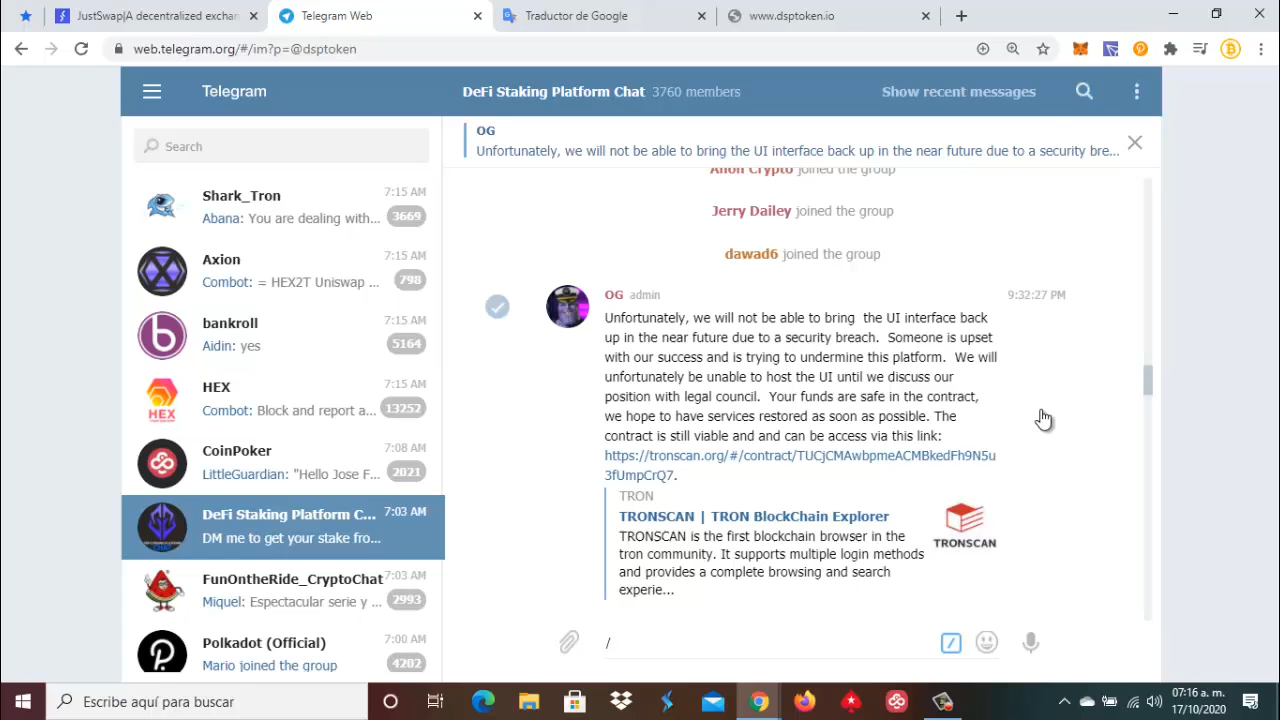 JustSwap|A decentralized exchan
Telegram Web
Traductor de Google
www.dsptoken.io
web.telegram.org/#/im?p=@dsptoken
Telegram
DeFi Staking Platform Chat 3760 members
Show recent messages
Search
OG
Unfortunately, we will not be able to bring the UI interface back up in the near future due to a security bre...
Shark_Tron 7:15 AM
Abana: You are dealing with... 3669
Axion 7:15 AM
Combot: = HEX2T Uniswap ... 798
bankroll 7:15 AM
Aidin: yes 5164
HEX 7:15 AM
Combot: Block and report a... 13252
CoinPoker 7:08 AM
LittleGuardian: "Hello Jose F... 2021
DeFi Staking Platform C... 7:03 AM
DM me to get your stake fro...
FunOntheRide_CryptoChat 7:03 AM
Miquel: Espectacular serie y ... 2993
Polkadot (Official) 7:00 AM
Mario joined the group 4202
Anon Crypto joined the group
Jerry Dailey joined the group
dawad6 joined the group
OG admin 9:32:27 PM
Unfortunately, we will not be able to bring the UI interface back
up in the near future due to a security breach. Someone is upset
with our success and is trying to undermine this platform. We will
unfortunately be unable to host the UI until we discuss our
position with legal council. Your funds are safe in the contract,
we hope to have services restored as soon as possible. The
contract is still viable and and can be access via this link:
https://tronscan.org/#/contract/TUCjCMAwbpmeACMBkedFh9N5u
3fUmpCrQ7.
TRON
TRONSCAN | TRON BlockChain Explorer
TRONSCAN is the first blockchain browser in the
tron community. It supports multiple login methods
and provides a complete browsing and search
experie...
TRONSCAN
/
Escribe aquí para buscar
07:16 a. m.
17/10/2020